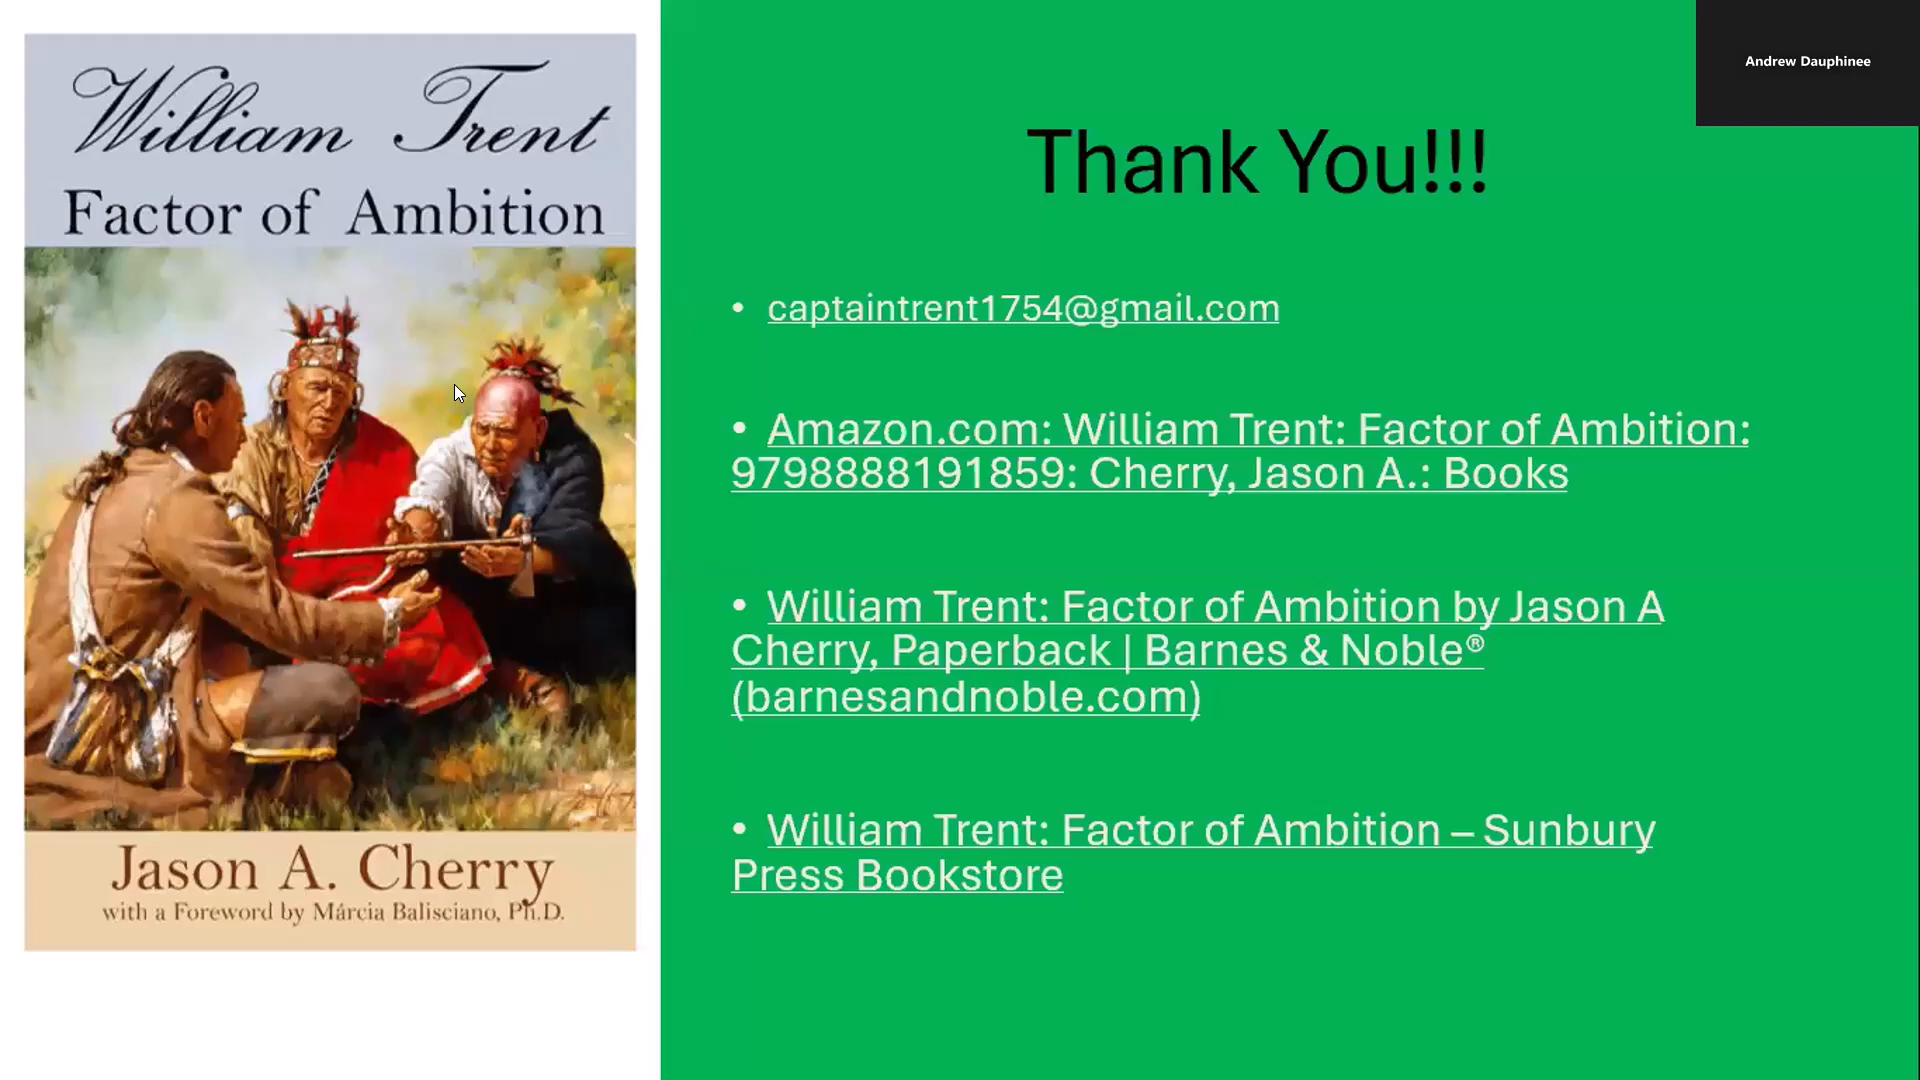 William Trent
Factor of Ambition
Jason A. Cherry
with a Foreword by Márcia Balisciano, Ph.D.
Andrew Dauphinee
Thank You!!!
• captaintrent1754@gmail.com
• Amazon.com: William Trent: Factor of Ambition:
9798888191859: Cherry, Jason A.: Books
• William Trent: Factor of Ambition by Jason A
Cherry, Paperback | Barnes & Noble®
(barnesandnoble.com)
• William Trent: Factor of Ambition – Sunbury
Press Bookstore